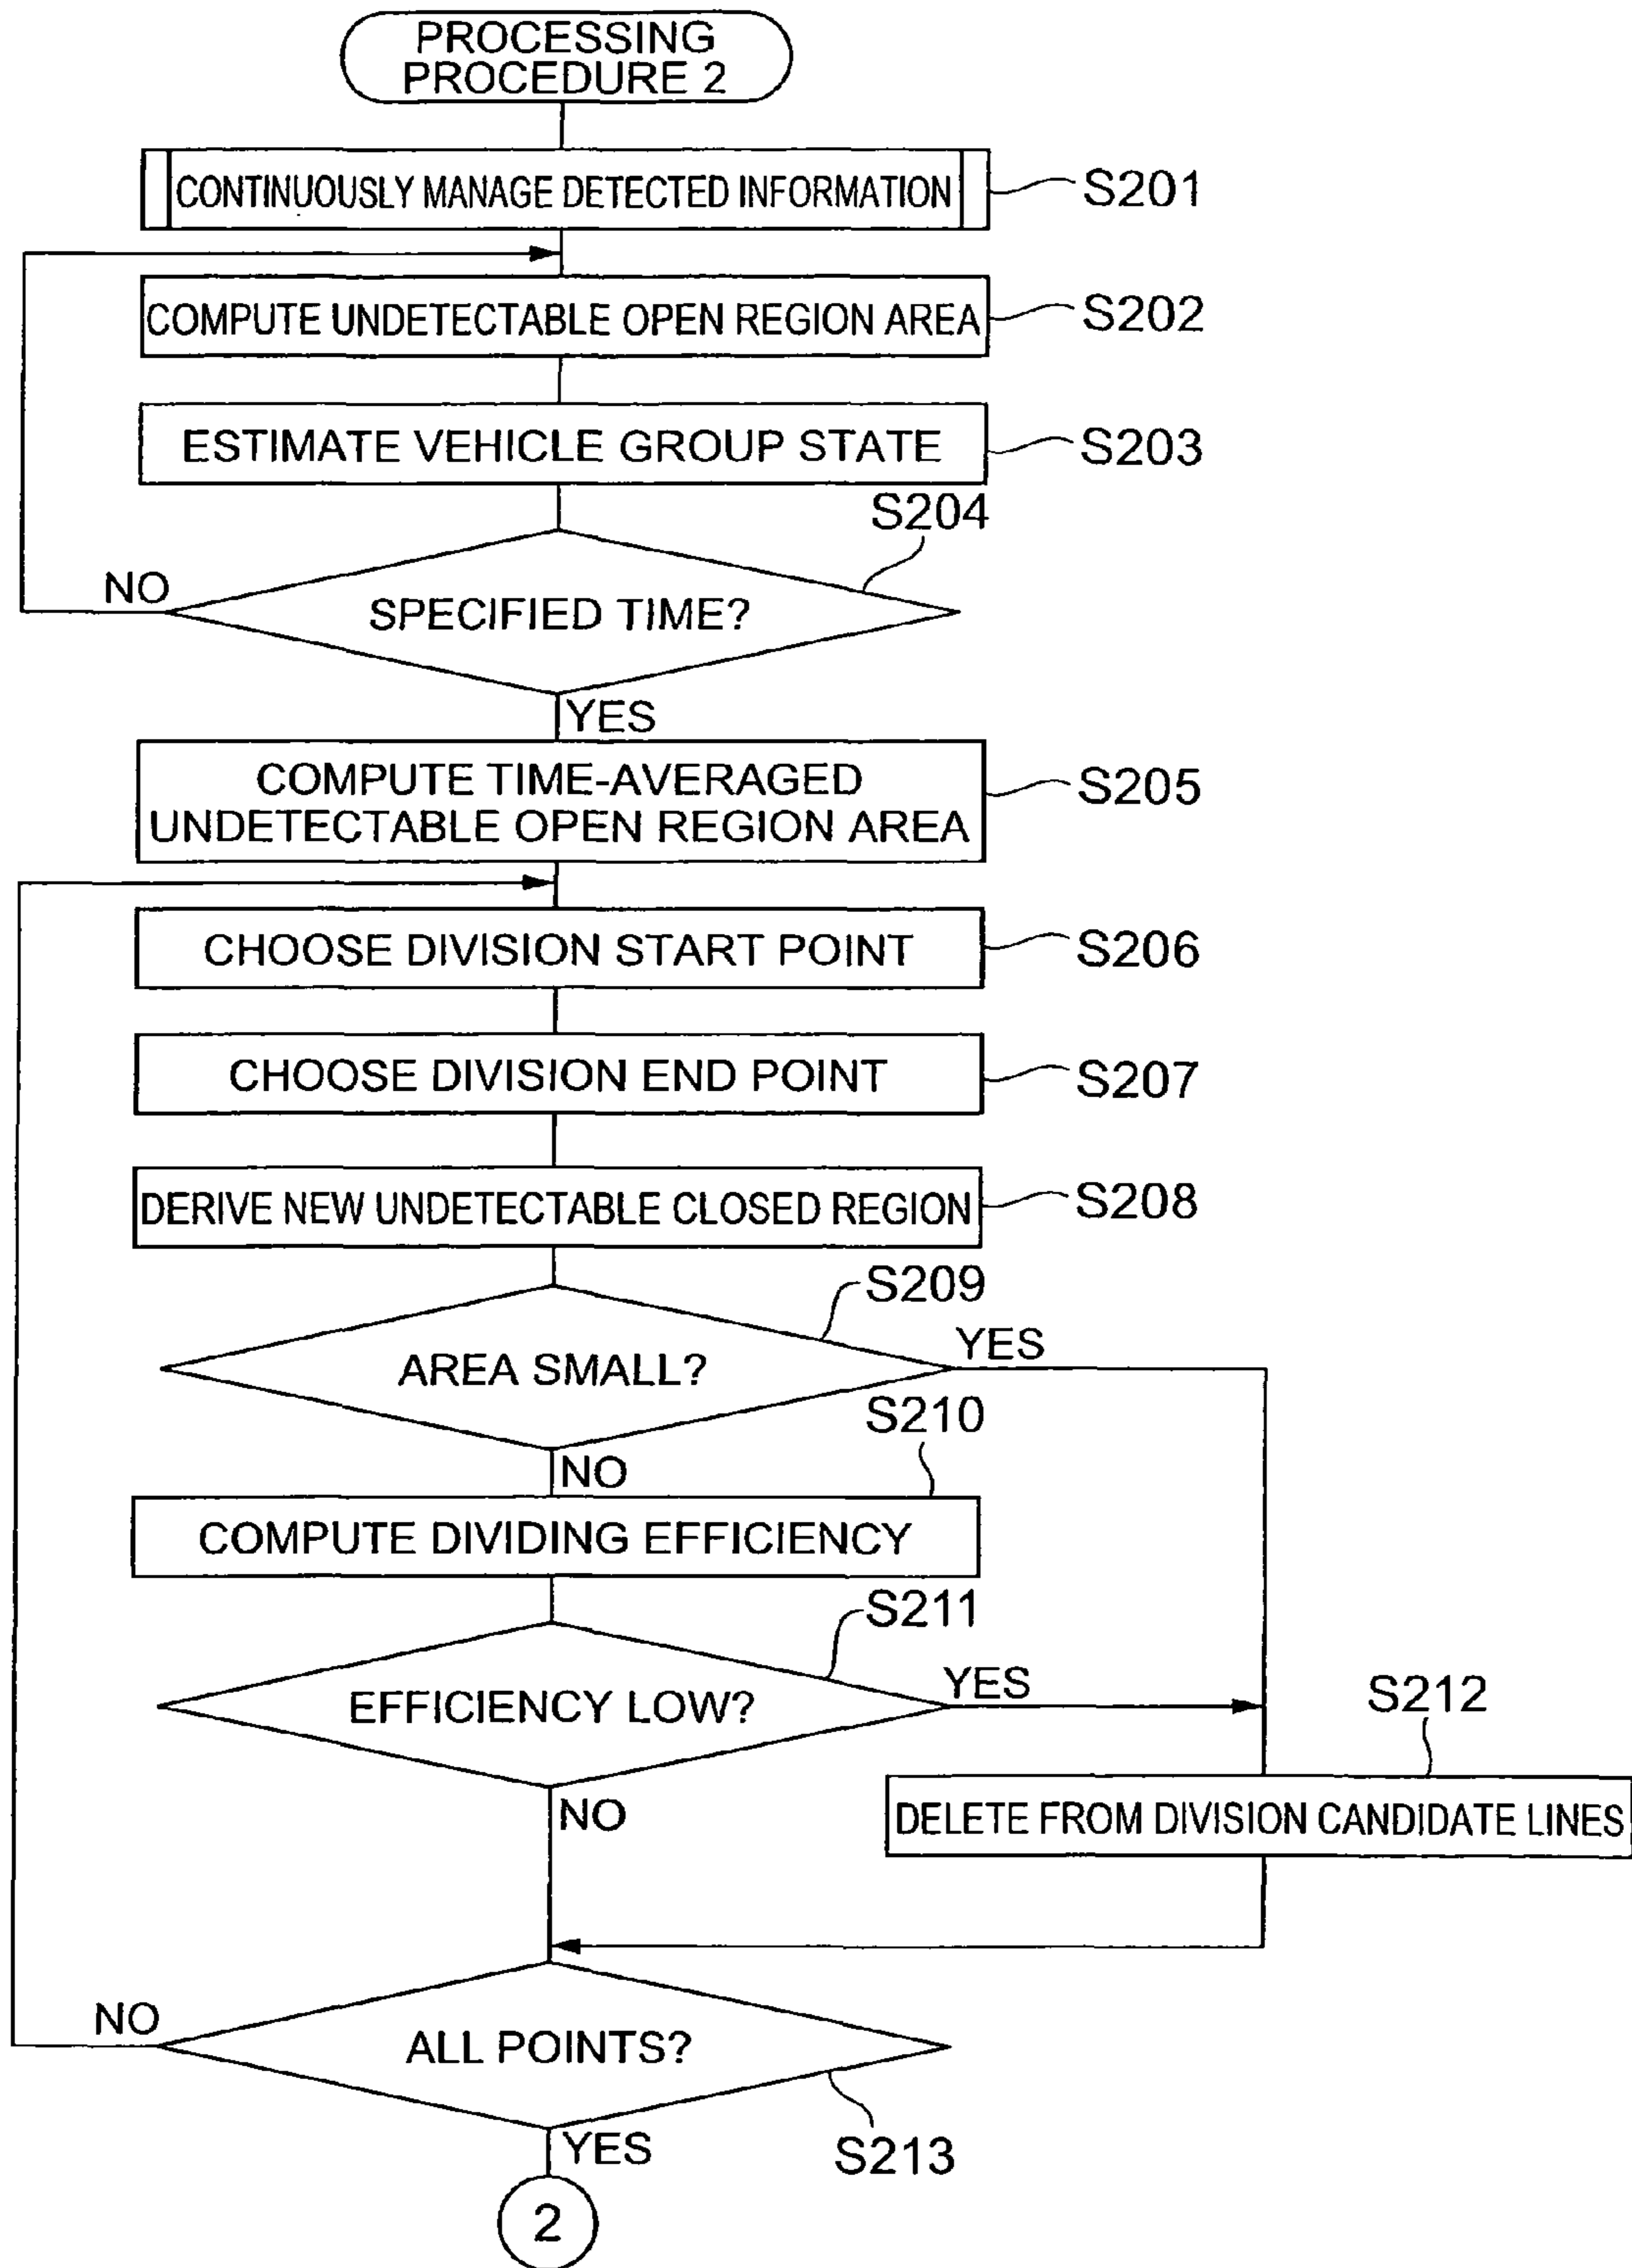 PROCESSING
PROCEDURE 2
CONTINUOUSLY MANAGE DETECTED INFORMATION
S201
COMPUTE UNDETECTABLE OPEN REGION AREA
S202
ESTIMATE VEHICLE GROUP STATE
S203
S204
NO
SPECIFIED TIME?
YES
COMPUTE TIME-AVERAGED
UNDETECTABLE OPEN REGION AREA
S205
CHOOSE DIVISION START POINT
S206
CHOOSE DIVISION END POINT
S207
DERIVE NEW UNDETECTABLE CLOSED REGION
S208
S209
AREA SMALL?
YES
S210
NO
COMPUTE DIVIDING EFFICIENCY
S211
EFFICIENCY LOW?
YES
S212
NO
DELETE FROM DIVISION CANDIDATE LINES
NO
ALL POINTS?
YES
S213
2